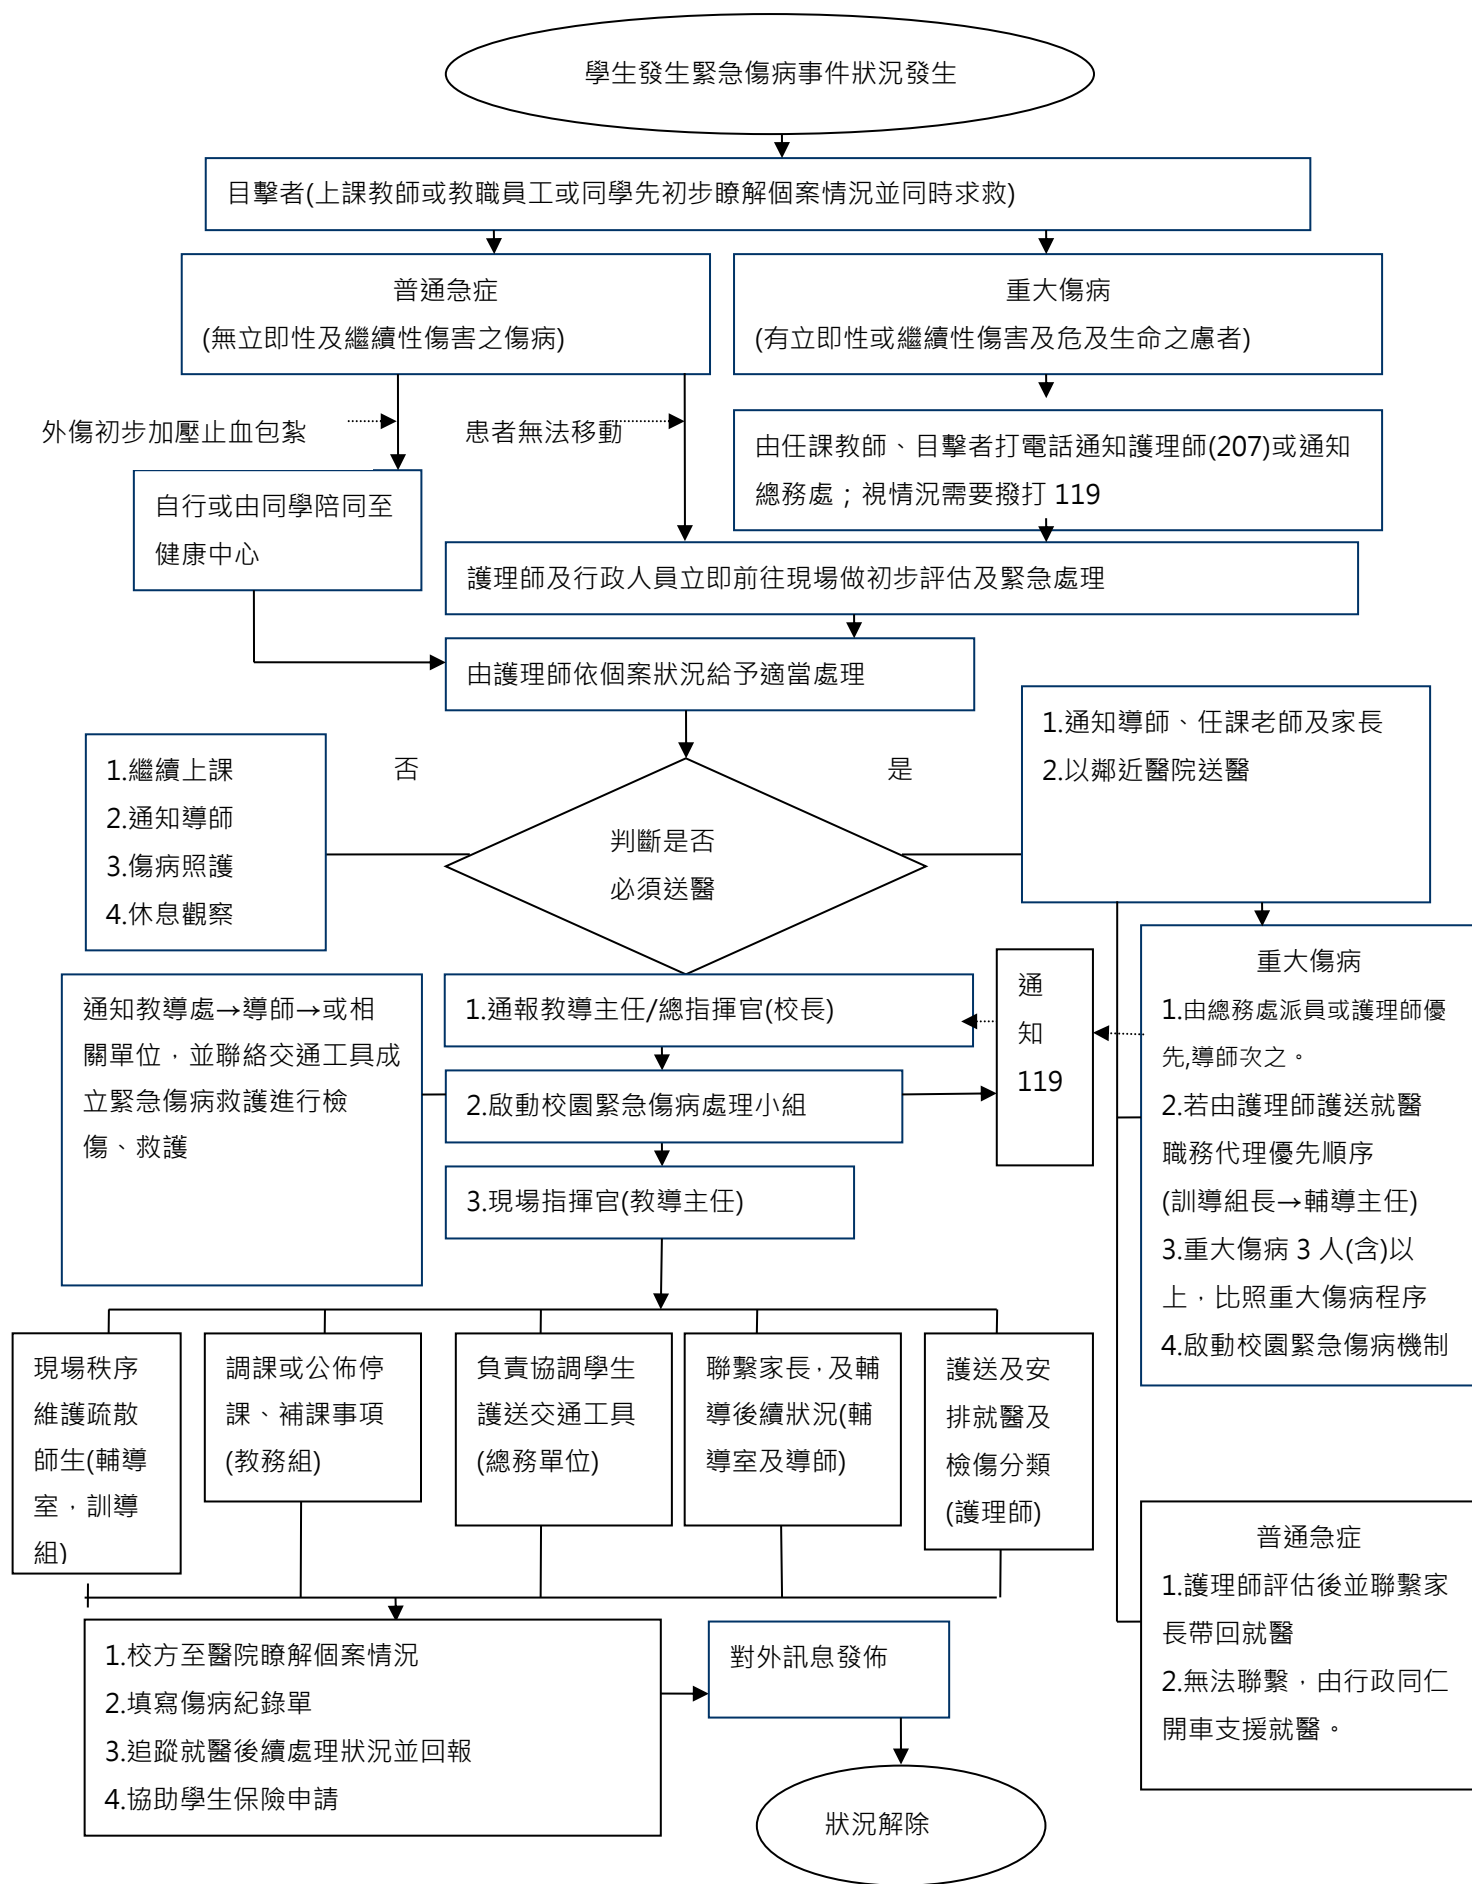 學生發生緊急傷病事件狀況發生
目擊者(上課教師或教職員工或同學先初步瞭解個案情況並同時求救)
普通急症
(無立即性及繼續性傷害之傷病)
重大傷病
(有立即性或繼續性傷害及危及生命之慮者)
外傷初步加壓止血包紮
患者無法移動
由任課教師、目擊者打電話通知護理師(207)或通知
總務處；視情況需要撥打 119
自行或由同學陪同至
健康中心
護理師及行政人員立即前往現場做初步評估及緊急處理
由護理師依個案狀況給予適當處理
1.通知導師、任課老師及家長
2.以鄰近醫院送醫
否
是
1.繼續上課
2.通知導師
3.傷病照護
4.休息觀察
判斷是否
必須送醫
通知教導處→導師→或相
關單位，並聯絡交通工具成
立緊急傷病救護進行檢
傷、救護
1.通報教導主任/總指揮官(校長)
2.啟動校園緊急傷病處理小組
3.現場指揮官(教導主任)
通
知
119
重大傷病
1.由總務處派員或護理師優
先,導師次之。
2.若由護理師護送就醫
職務代理優先順序
(訓導組長→輔導主任)
3.重大傷病 3 人(含)以
上，比照重大傷病程序
4.啟動校園緊急傷病機制
現場秩序
維護疏散
師生(輔導
室，訓導
組)
調課或公佈停
課、補課事項
(教務組)
負責協調學生
護送交通工具
(總務單位)
聯繫家長，及輔
導後續狀況(輔
導室及導師)
護送及安
排就醫及
檢傷分類
(護理師)
普通急症
1.護理師評估後並聯繫家
長帶回就醫
2.無法聯繫，由行政同仁
開車支援就醫。
1.校方至醫院瞭解個案情況
2.填寫傷病紀錄單
3.追蹤就醫後續處理狀況並回報
4.協助學生保險申請
對外訊息發佈
狀況解除